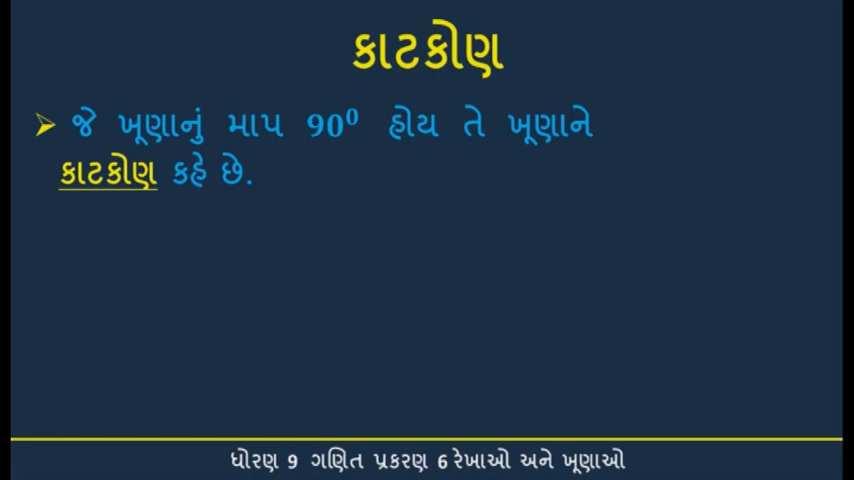 કાટકોણ
➢ જે ખૂણાનું માપ 90⁰ હોય તે ખૂણાને
કાટકોણ કહે છે.
ધોરણ 9 ગણિત પ્રકરણ 6 રેખાઓ અને ખૂણાઓ